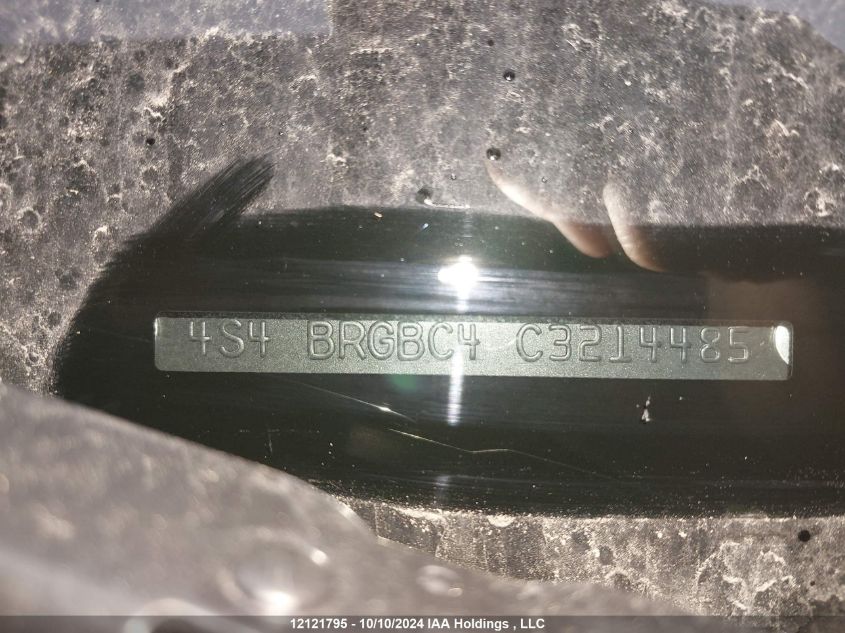 4S4 BRGBC4 C3214485
12121795 - 10/10/2024 IAA Holdings , LLC